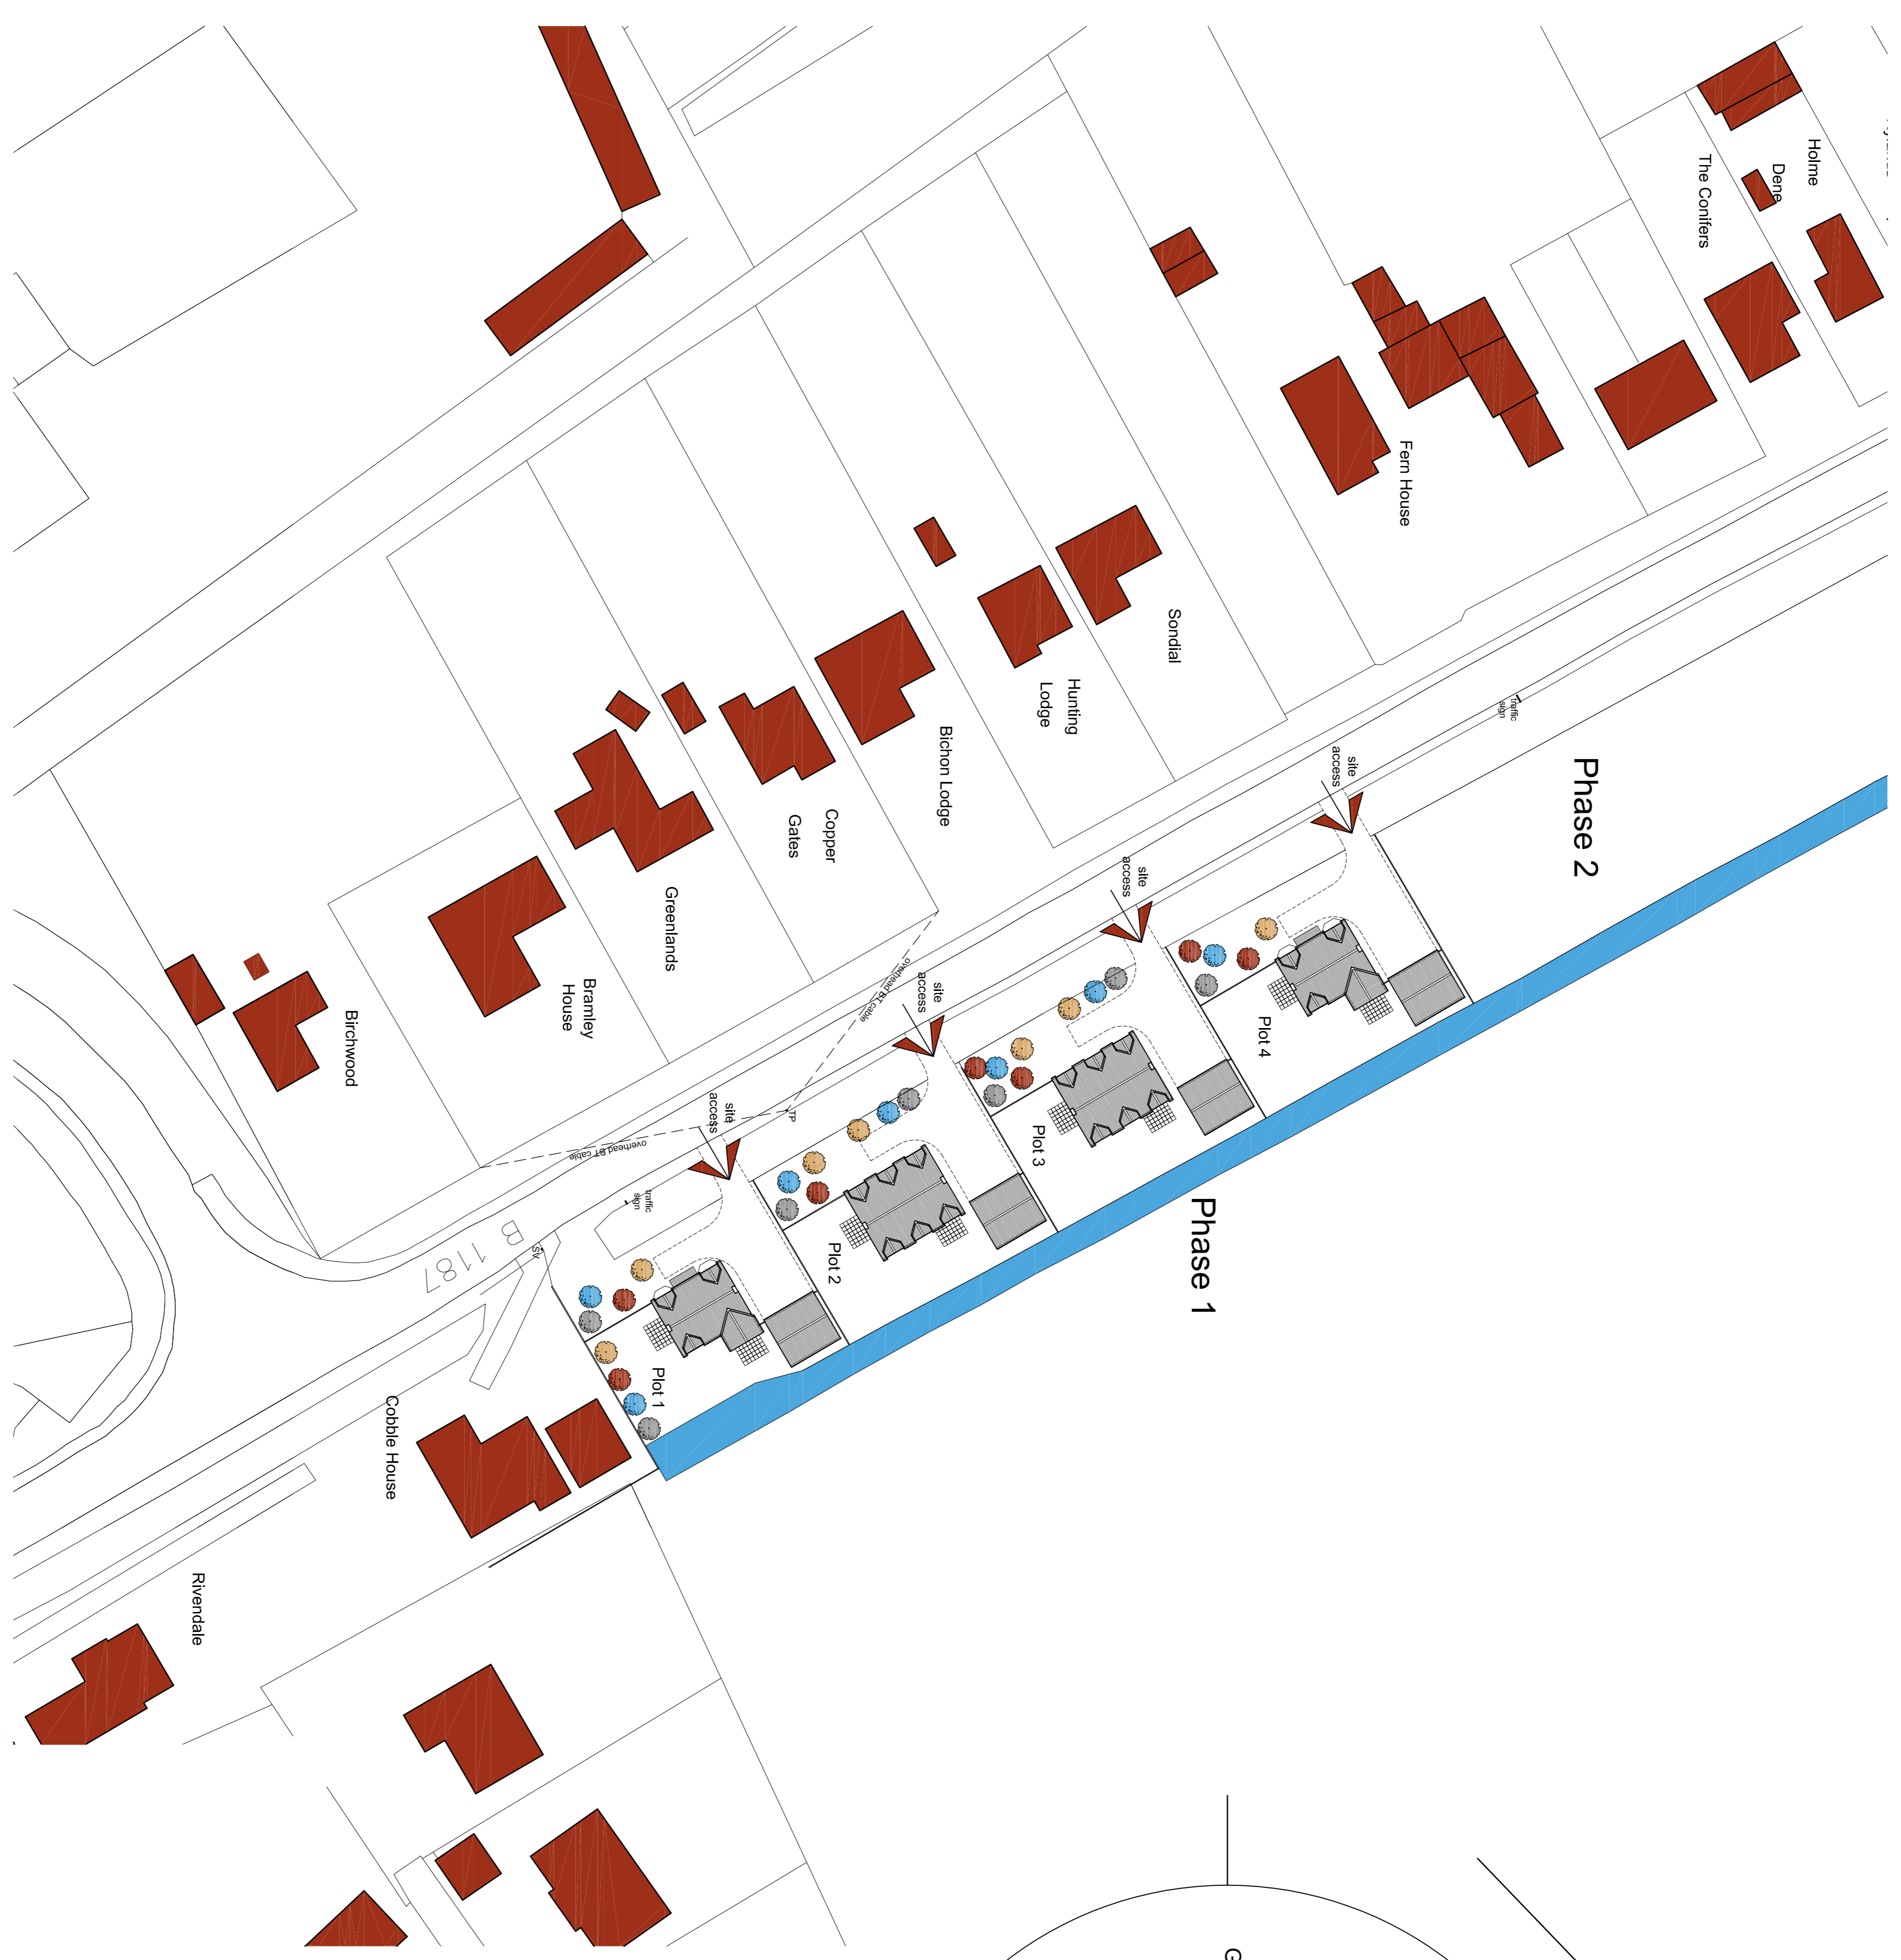 Holme
Dene
The Conifers
Fern House
Sondial
Hunting
Lodge
Bichon Lodge
Copper
Gates
Greenlands
Bramley
House
Birchwood
traffic
sign
Phase 2
site
access
site
access
site
access
site
access
overhead BT cable
overhead BT cable
TP
traffic
sign
B 1187
Sty
Plot 4
Plot 3
Plot 2
Plot 1
Phase 1
Cobble House
Rivendale
G